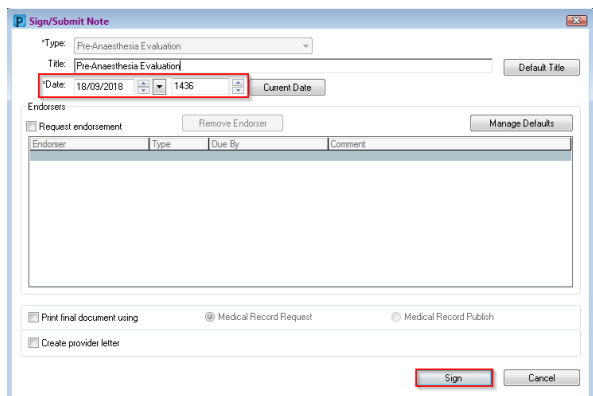 P Sign/Submit Note
*Type: Pre-Anaesthesia Evaluation
Title: Pre-Anaesthesia Evaluation Default Title
*Date: 18/09/2018 1436 Current Date
Endorsers
Request endorsement Remove Endorser Manage Defaults
Endorser Type Due By Comment
Print final document using Medical Record Request Medical Record Publish
Create provider letter
Sign Cancel